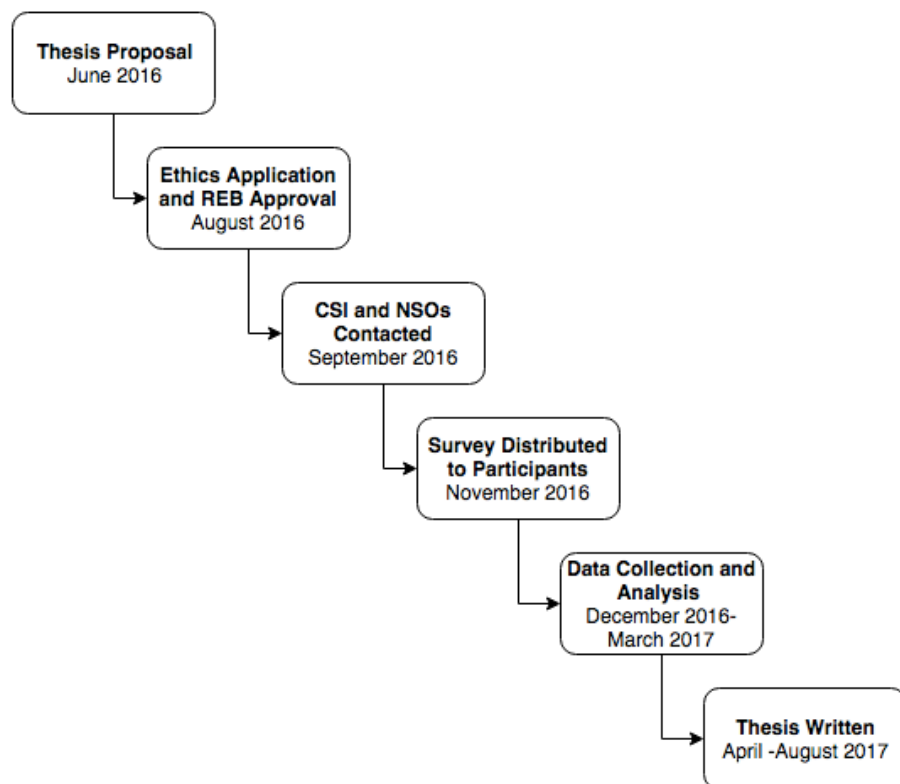 Thesis Proposal
June 2016
Ethics Application
and REB Approval
August 2016
CSI and NSOs
Contacted
September 2016
Survey Distributed
to Participants
November 2016
Data Collection and
Analysis
December 2016-
March 2017
Thesis Written
April -August 2017